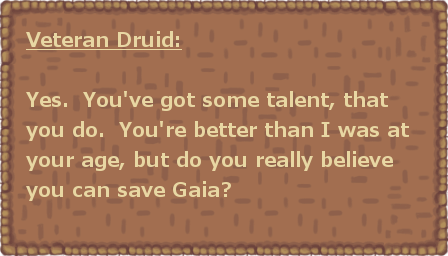 Veteran Druid:
Yes.  You've got some talent, that
you do.  You're better than I was at
your age, but do you really believe
you can save Gaia?